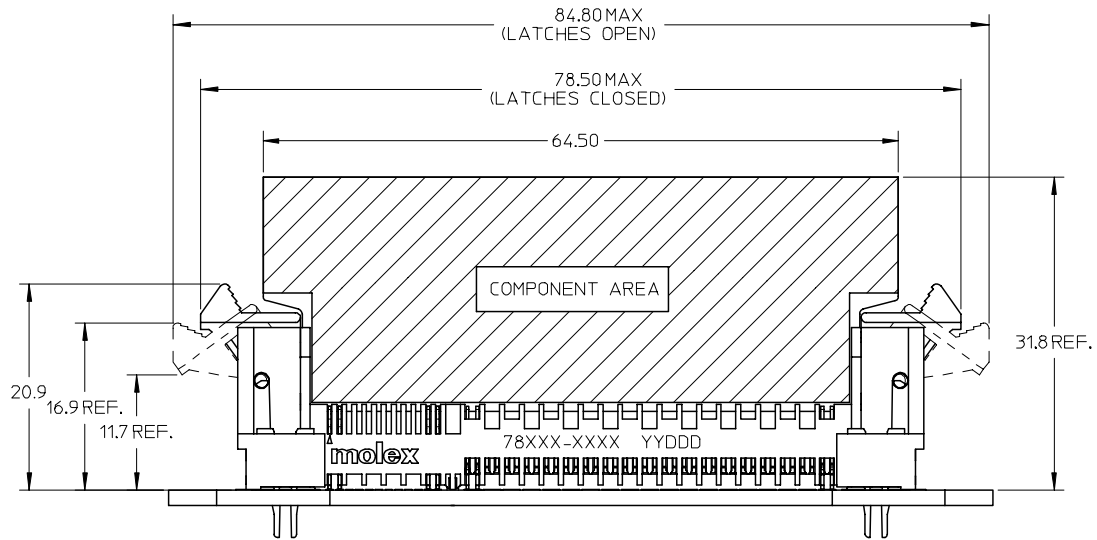 84.80 MAX
(LATCHES OPEN)
78.50 MAX
(LATCHES CLOSED)
64.50
COMPONENT AREA
31.8 REF.
20.9
16.9 REF.
11.7 REF.
78XXX-XXXX YYDDD
molex